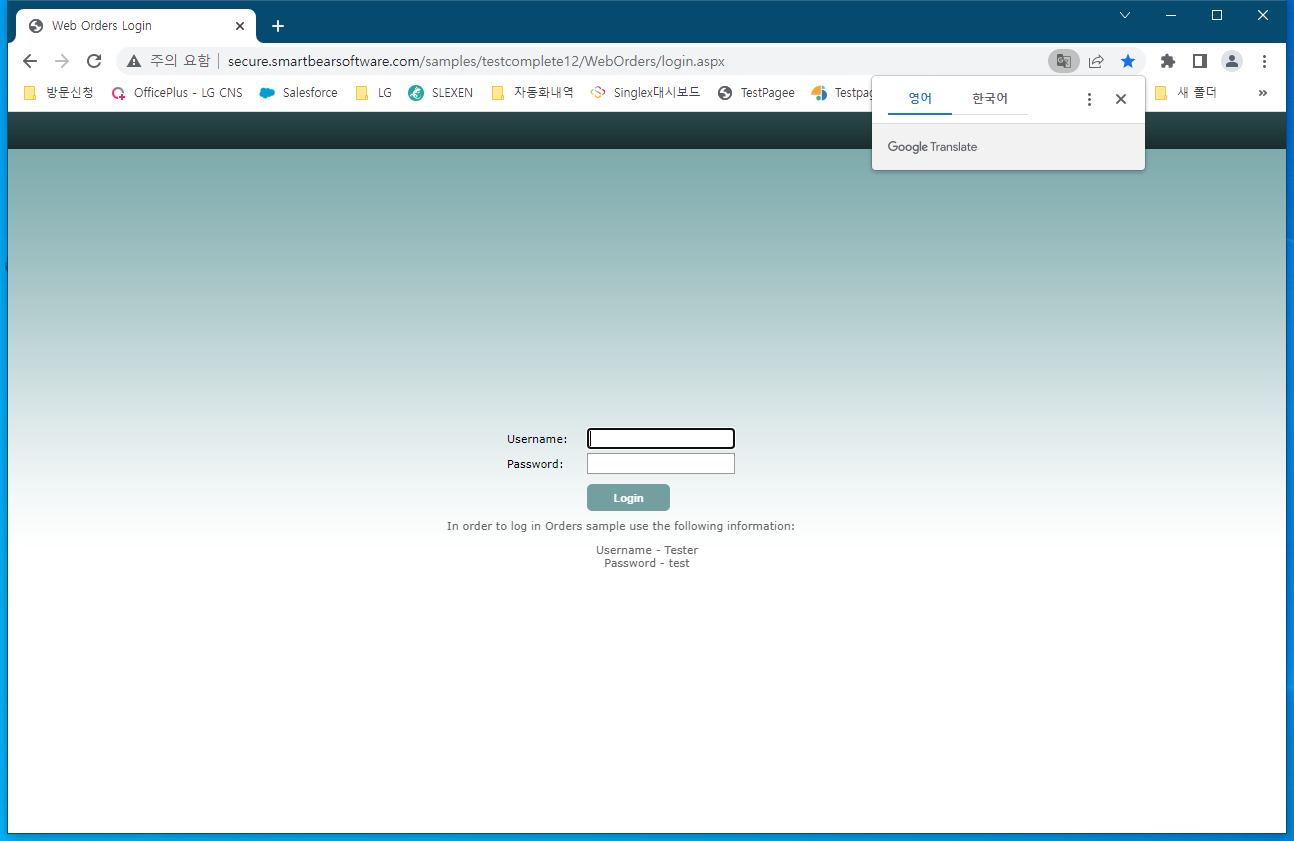 Web Orders Login
주의 요함
secure.smartbearsoftware.com/samples/testcomplete12/WebOrders/login.aspx
방문신청 OfficePlus - LG CNS Salesforce LG SLEXEN 자동화내역 Singlex대시보드 TestPagee Testpag 새 폴더 »
영어 한국어
Google Translate
Username:
Password:
Login
In order to log in Orders sample use the following information:
Username - Tester
Password - test